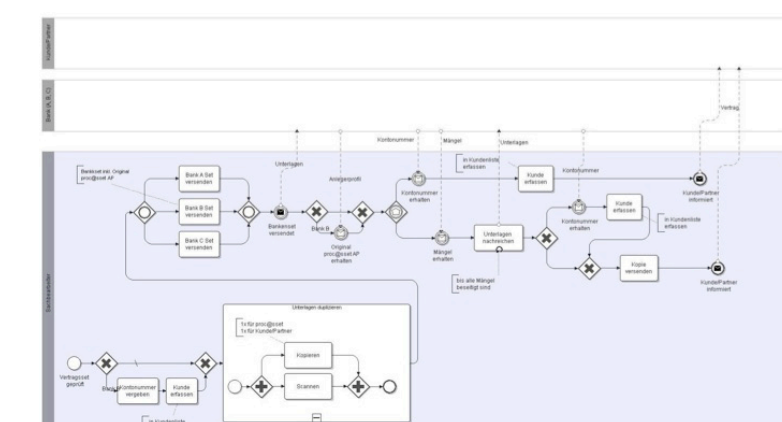 Kunde/Partner
Bank (A, B, C)
Sachbearbeiter
Vertrag
Kontonummer
Mängel
Unterlagen
Unterlagen
Bankset inkl. Original
proc@sset AP
Bank A Set
versenden
Bank B Set
versenden
Bank C Set
versenden
Bankenset
versendet
Anlegerprofil
Bank B
Original
proc@sset AP
erhalten
Kontonummer
erhalten
Mängel
erhalten
in Kundenliste
erfassen
Kunde
erfassen
Kontonummer
Kunde/Partner
informiert
Unterlagen
nachreichen
bis alle Mängel
beseitigt sind
Kontonummer
erhalten
Kunde
erfassen
in Kundenliste
erfassen
Kopie
versenden
Kunde/Partner
informiert
Unterlagen duplizieren
1x für proc@sset
1x für Kunde/Partner
Kopieren
Scannen
Vertragsset
geprüft
Kontonummer
vergeben
Kunde
erfassen
in Kundenliste